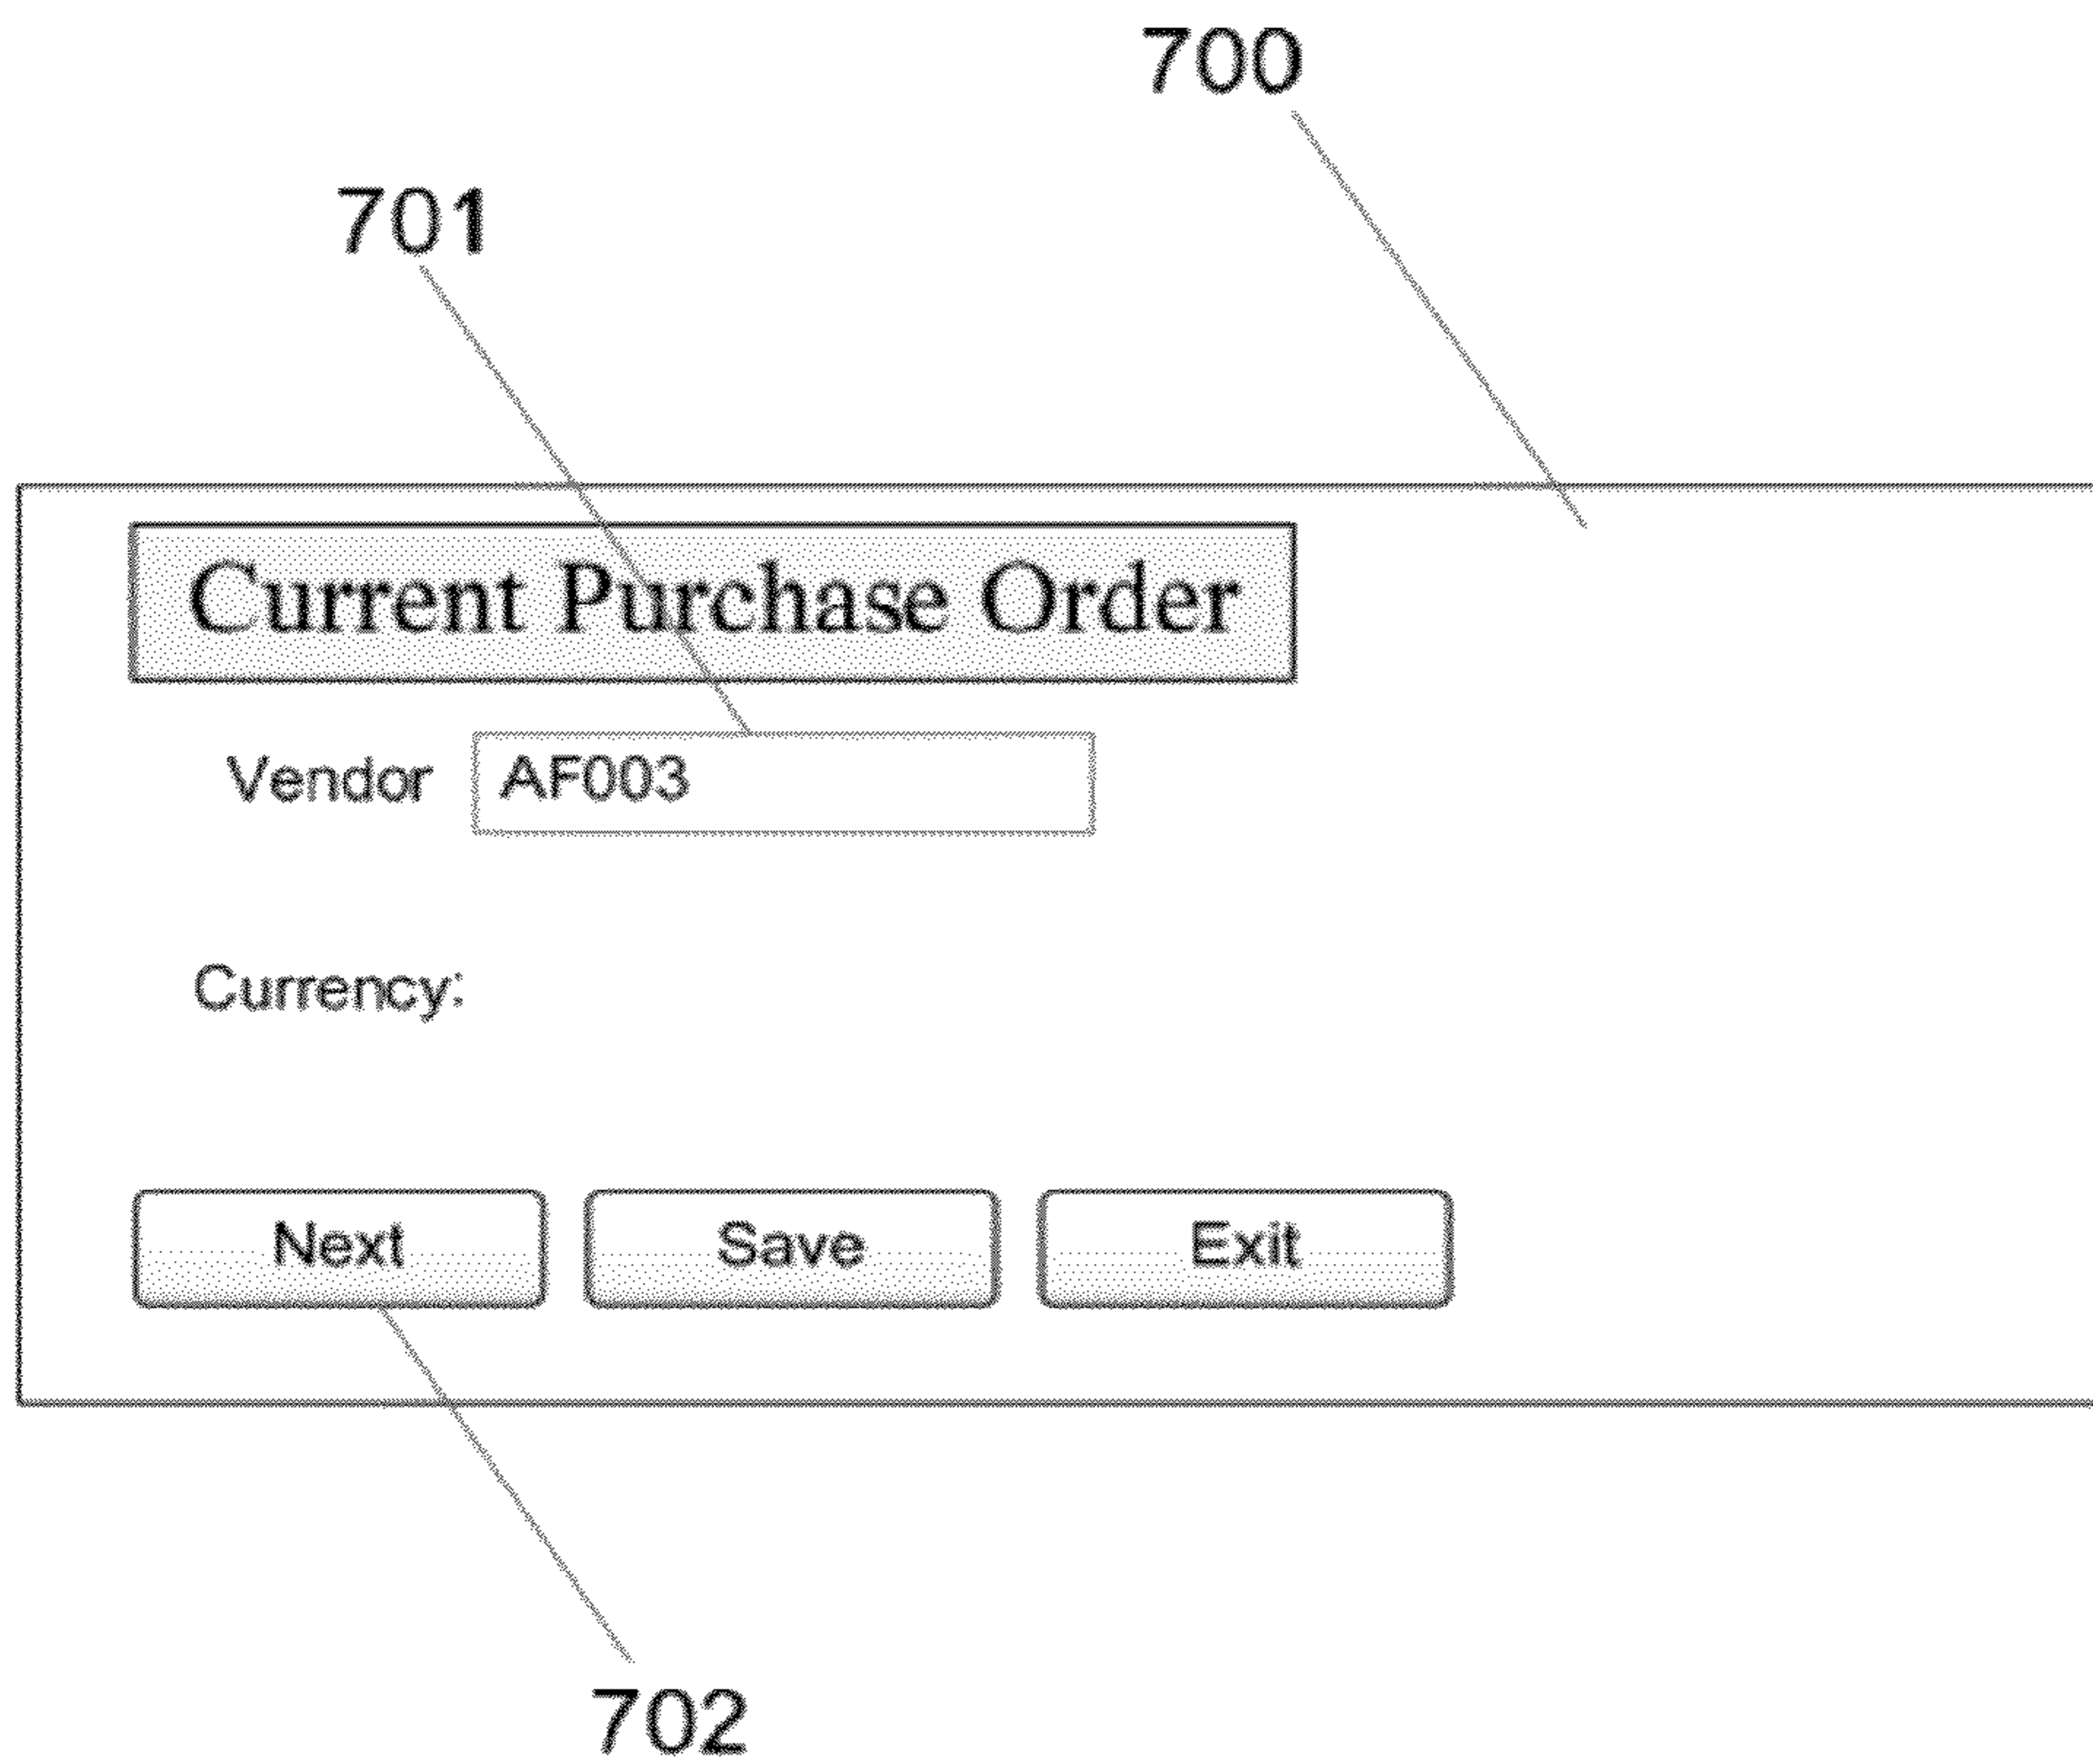 700
701
Current Purchase Order
Vendor AF003
Currency:
Next Save Exit
702